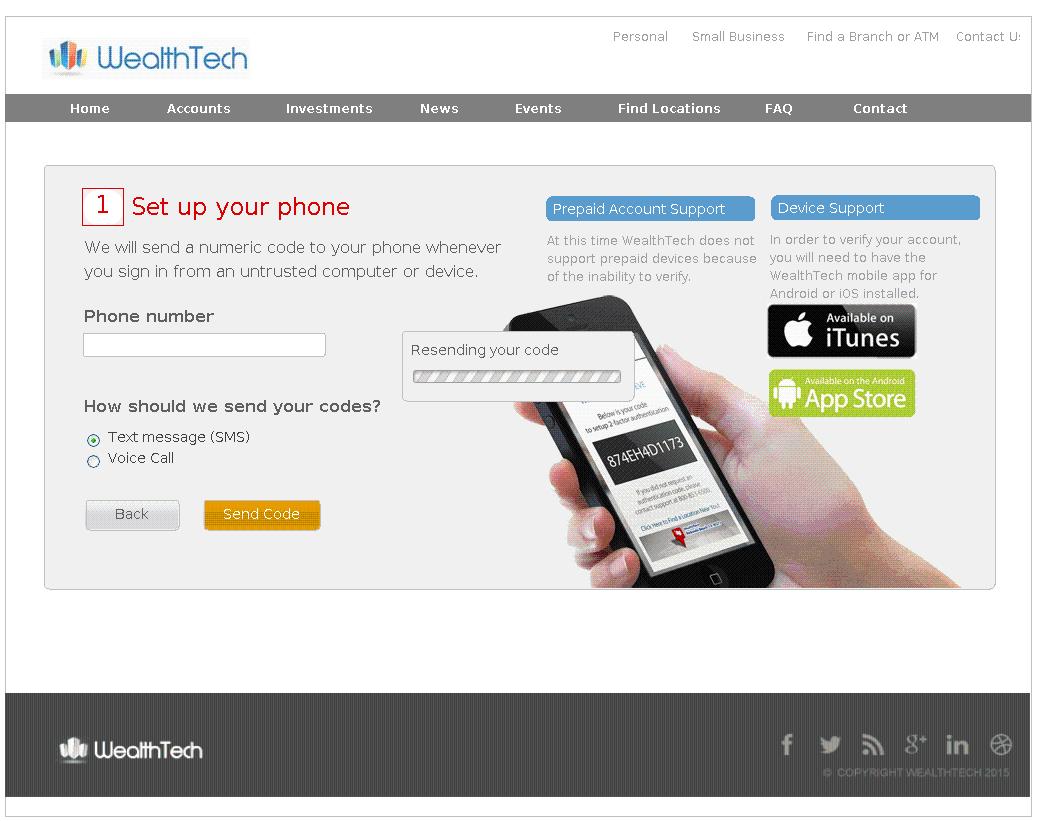 WealthTech
Personal Small Business Find a Branch or ATM Contact Us
Home Accounts Investments News Events Find Locations FAQ Contact
1 Set up your phone
We will send a numeric code to your phone whenever
you sign in from an untrusted computer or device.
Phone number
How should we send your codes?
Text message (SMS)
Voice Call
Back Send Code
Resending your code
Prepaid Account Support
At this time WealthTech does not
support prepaid devices because
of the inability to verify.
Device Support
In order to verify your account,
you will need to have the
WealthTech mobile app for
Android or iOS installed.
Available on
iTunes
Available on the Android
App Store
Below is your code
to setup 2-factor authentication
874EH4D1173
If you did not request an
authentication code, please
contact support at
Click Here to Find a Location Near You!
WealthTech
© COPYRIGHT WEALTHTECH 2015